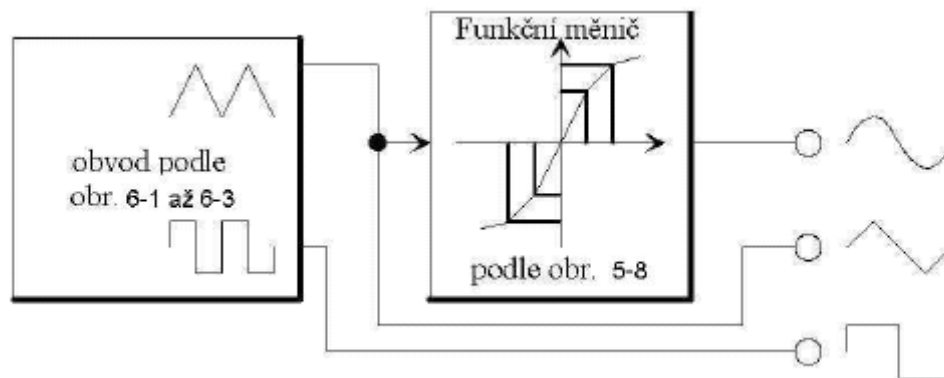 Funkční měnič
obvod podle
obr. 6-1 až 6-3
podle obr. 5-8